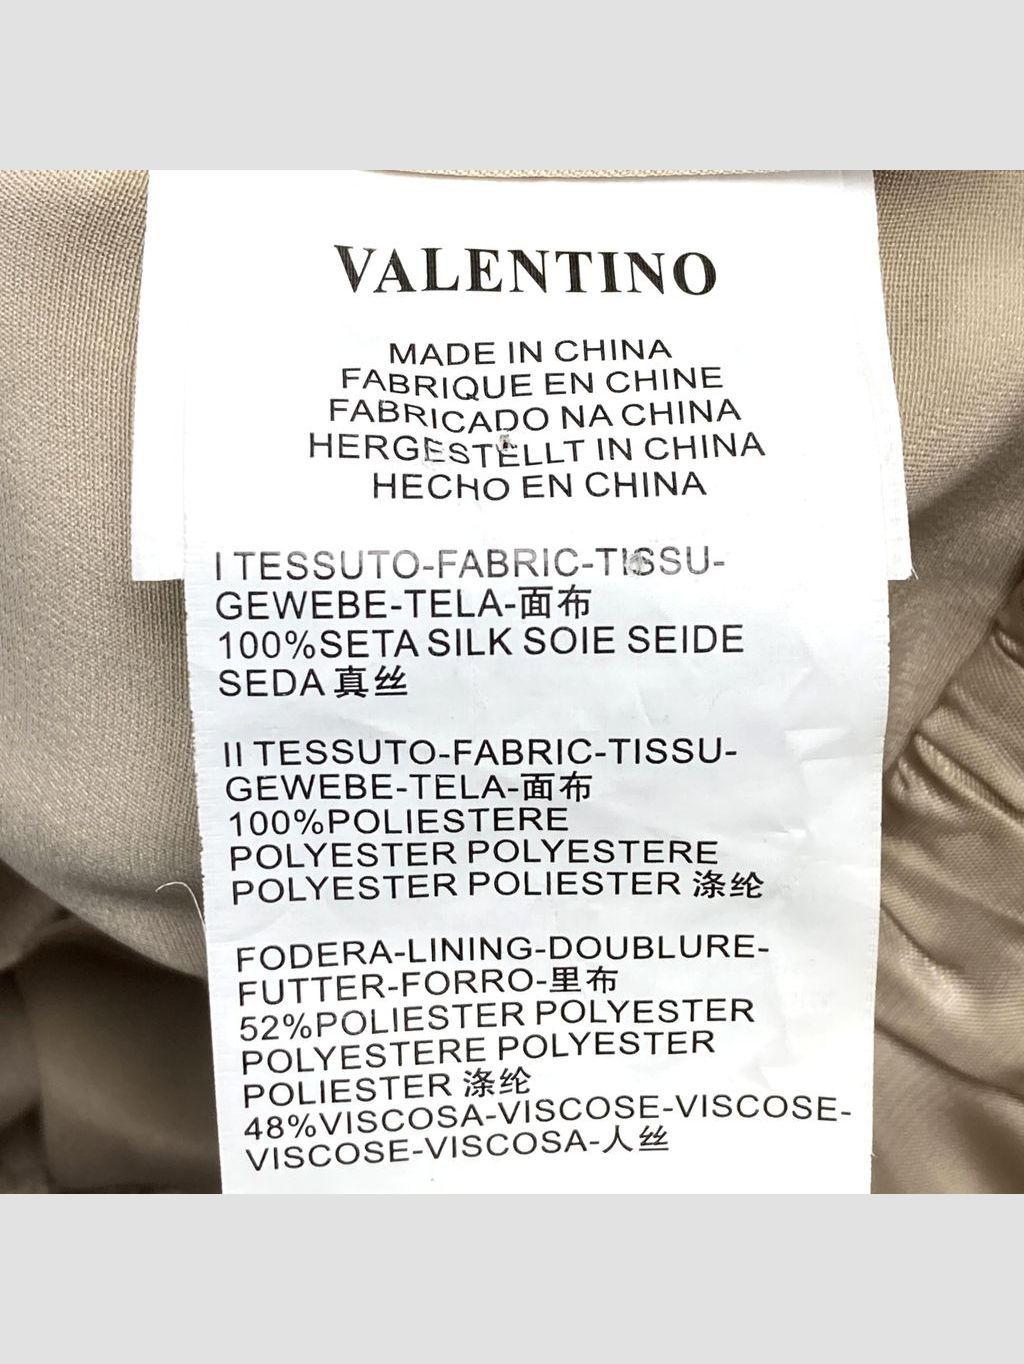 VALENTINO
MADE IN CHINA
FABRIQUE EN CHINE
FABRICADO NA CHINA
HERGESTELLT IN CHINA
HECHO EN CHINA
I TESSUTO-FABRIC-TISSU-
GEWEBE-TELA-面布
100%SETA SILK SOIE SEIDE
SEDA 真丝
II TESSUTO-FABRIC-TISSU-
GEWEBE-TELA-面布
100%POLIESTERE
POLYESTER POLYESTERE
POLYESTER POLIESTER 涤纶
FODERA-LINING-DOUBLURE-
FUTTER-FORRO-里布
52%POLIESTER POLYESTER
POLYESTERE POLYESTER
POLIESTER 涤纶
48%VISCOSA-VISCOSE-VISCOSE-
VISCOSE-VISCOSA-人丝